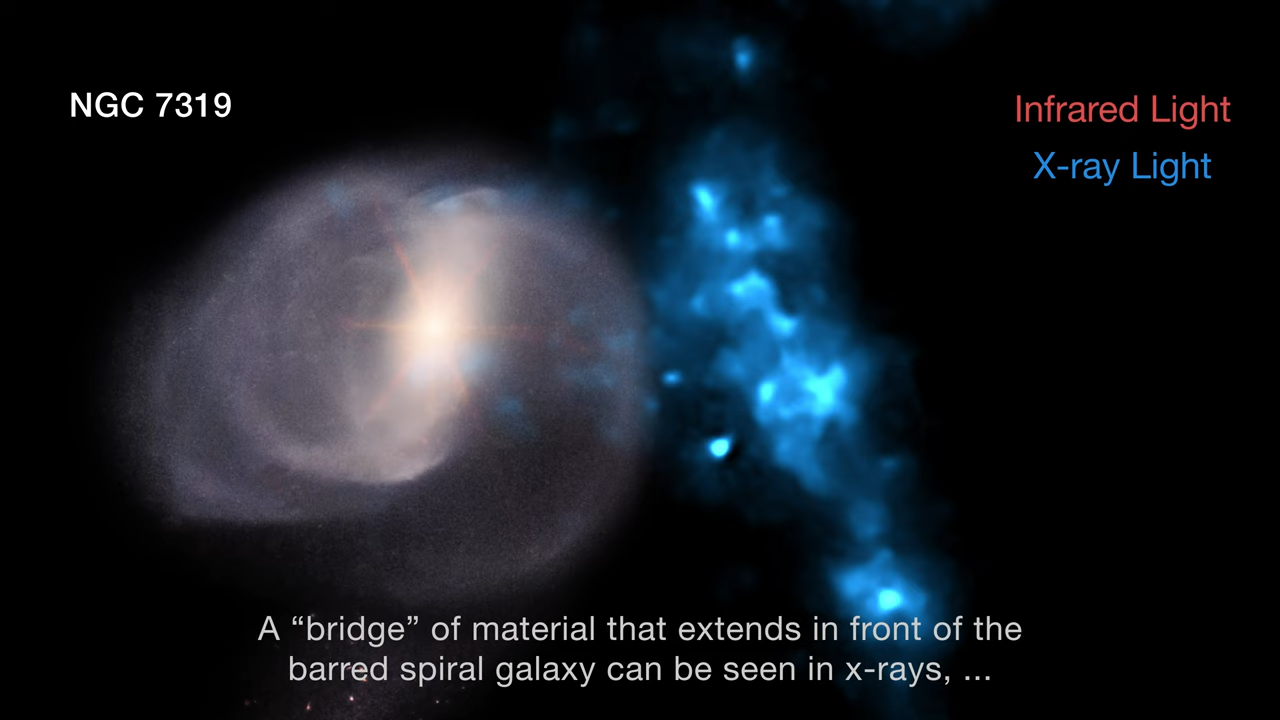 NGC 7319
Infrared Light
X-ray Light
A “bridge” of material that extends in front of the
barred spiral galaxy can be seen in x-rays, ...